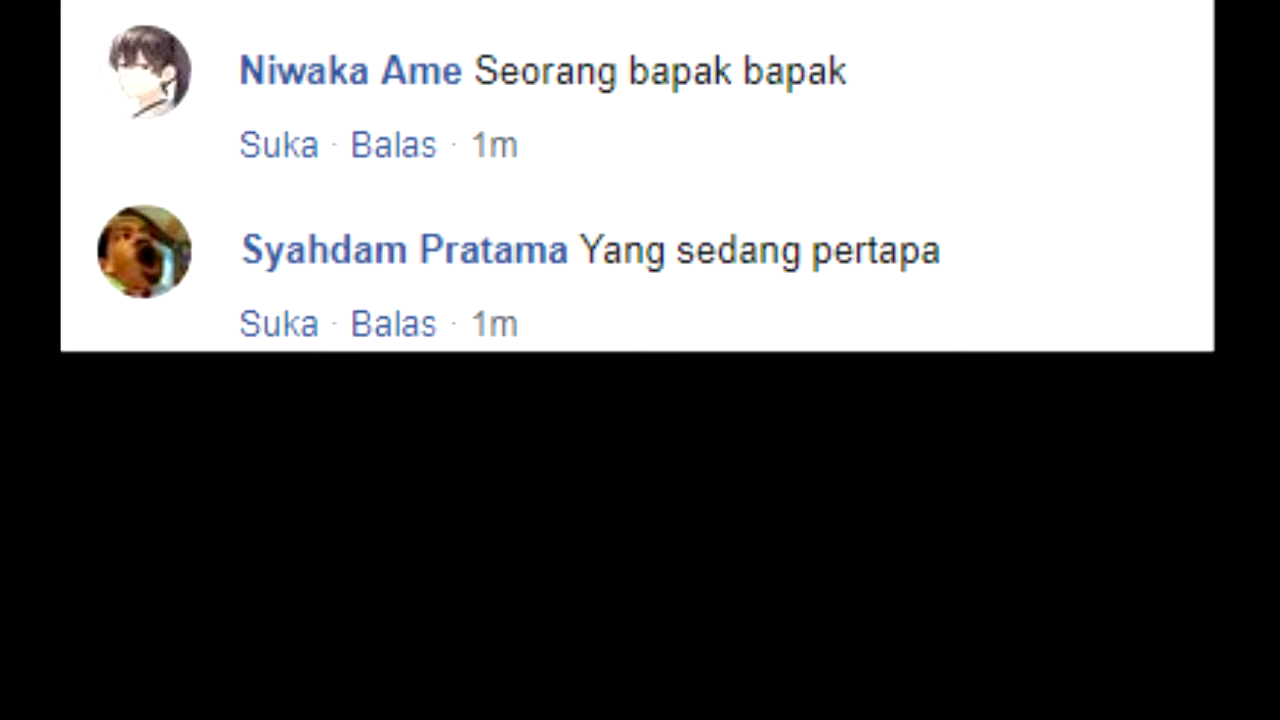 Niwaka Ame Seorang bapak bapak
Suka · Balas · 1m
Syahdam Pratama Yang sedang pertapa
Suka · Balas · 1m